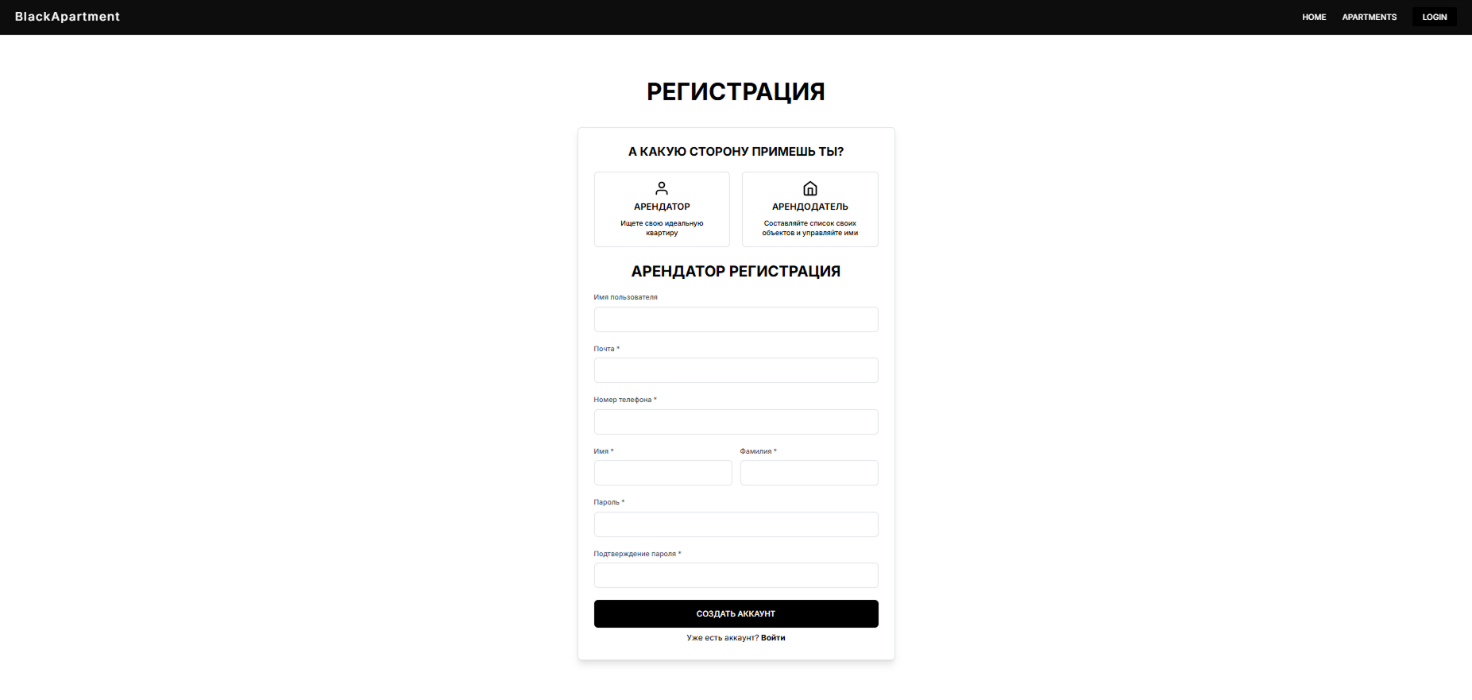 BlackApartment
HOME APARTMENTS LOGIN
РЕГИСТРАЦИЯ
А КАКУЮ СТОРОНУ ПРИМЕШЬ ТЫ?
АРЕНДАТОР
Ищете свою идеальную
квартиру
АРЕНДОДАТЕЛЬ
Составляйте список своих
объектов и управляйте ими
АРЕНДАТОР РЕГИСТРАЦИЯ
Имя пользователя
Почта *
Номер телефона *
Имя * Фамилия *
Пароль *
Подтверждение пароля *
СОЗДАТЬ АККАУНТ
Уже есть аккаунт? Войти